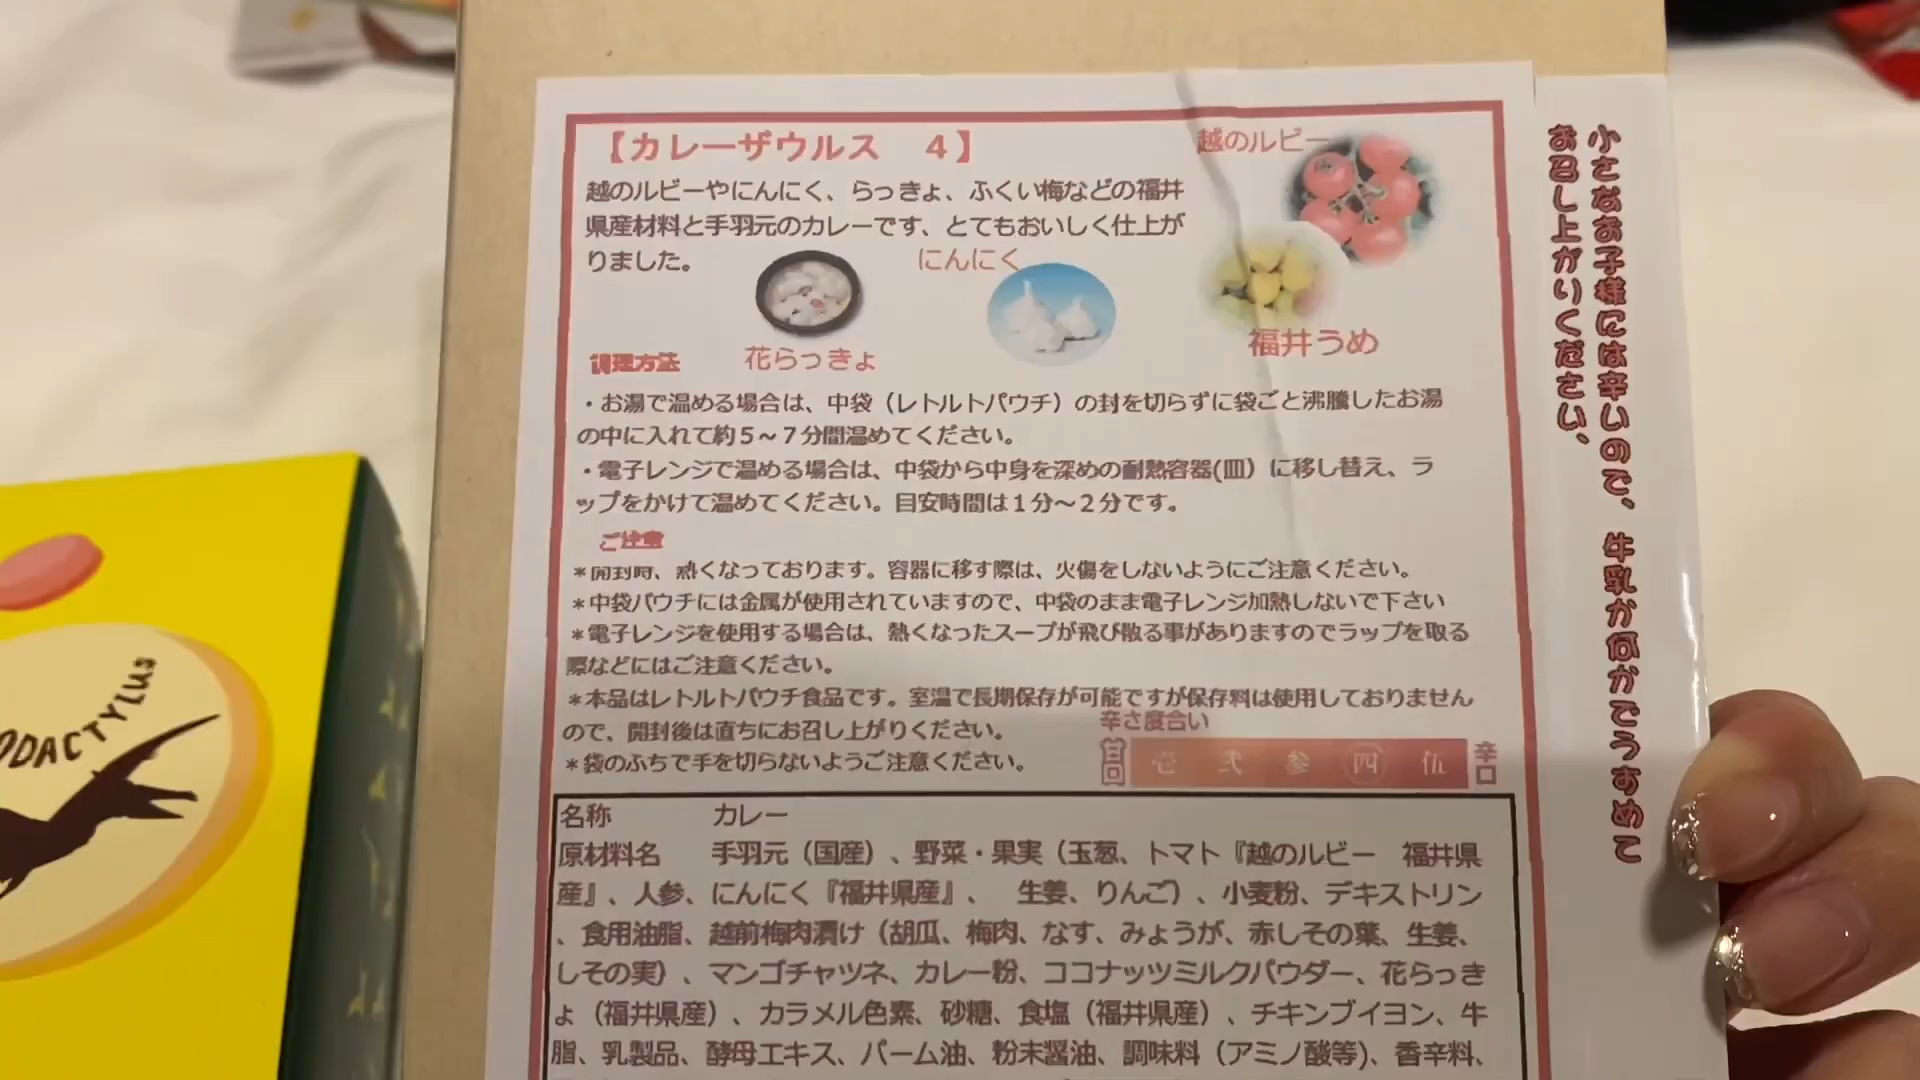 【カレーザウルス　４】
越のルビー
越のルビーやにんにく、らっきょ、ふくい梅などの福井
県産材料と手羽元のカレーです、とてもおいしく仕上が
りました。
にんにく
花らっきょ
福井うめ
調理方法
・お湯で温める場合は、中袋（レトルトパウチ）の封を切らずに袋ごと沸騰したお湯
の中に入れて約５～７分間温めてください。
・電子レンジで温める場合は、中袋から中身を深めの耐熱容器(皿）に移し替え、ラ
ップをかけて温めてください。目安時間は１分～２分です。
ご注意
＊開封時、熱くなっております。容器に移す際は、火傷をしないようにご注意ください。
＊中袋パウチには金属が使用されていますので、中袋のまま電子レンジ加熱しないで下さい
＊電子レンジを使用する場合は、熱くなったスープが飛び散る事がありますのでラップを取る
際などにはご注意ください。
＊本品はレトルトパウチ食品です。室温で長期保存が可能ですが保存料は使用しておりません
ので、開封後は直ちにお召し上がりください。
＊袋のふちで手を切らないようご注意ください。
辛さ度合い
甘口 壱 弐 参 四 伍 辛口
名称　カレー
原材料名　手羽元（国産）、野菜・果実（玉葱、トマト『越のルビー　福井県
産』、人参、にんにく『福井県産』、　生姜、りんご）、小麦粉、デキストリン
、食用油脂、越前梅肉漬け（胡瓜、梅肉、なす、みょうが、赤しその葉、生姜、
しその実）、マンゴチャツネ、カレー粉、ココナッツミルクパウダー、花らっき
ょ（福井県産）、カラメル色素、砂糖、食塩（福井県産）、チキンブイヨン、牛
脂、乳製品、酵母エキス、パーム油、粉末醤油、調味料（アミノ酸等)、香辛料、
小さなお子様には辛いので、牛乳か何かでうすめて
お召し上がりください、
ODACTYLUS